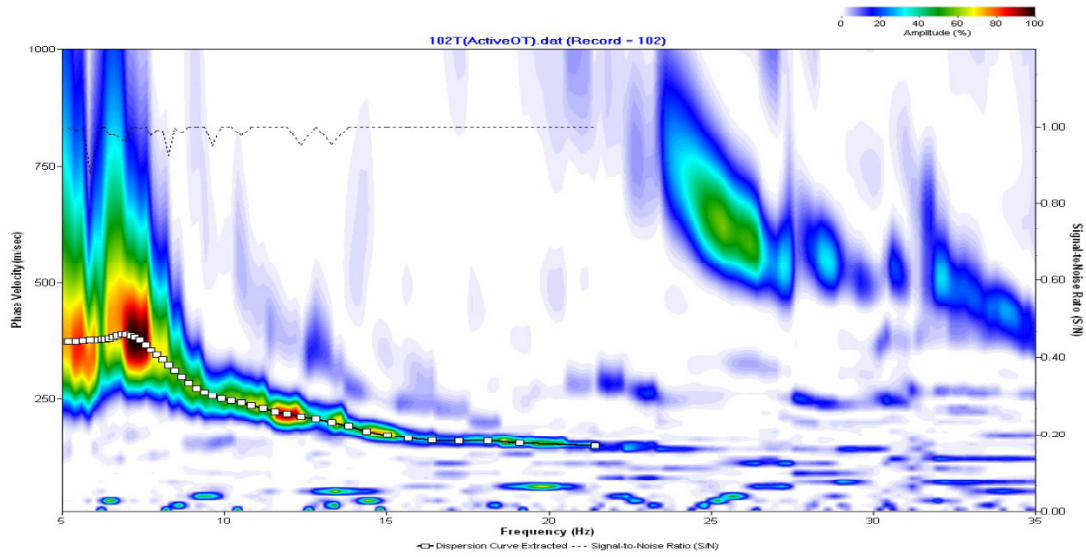 0 20 40 60 80 100
Amplitude (%)
102T(ActiveOT).dat (Record = 102)
1000
750
500
250
5 10 15 20 25 30 35
Phase Velocity(m/sec)
1.00
0.80
0.60
0.40
0.20
0.00
Signal-to-Noise Ratio (S/N)
Frequency (Hz)
Dispersion Curve Extracted Signal-to-Noise Ratio (S/N)